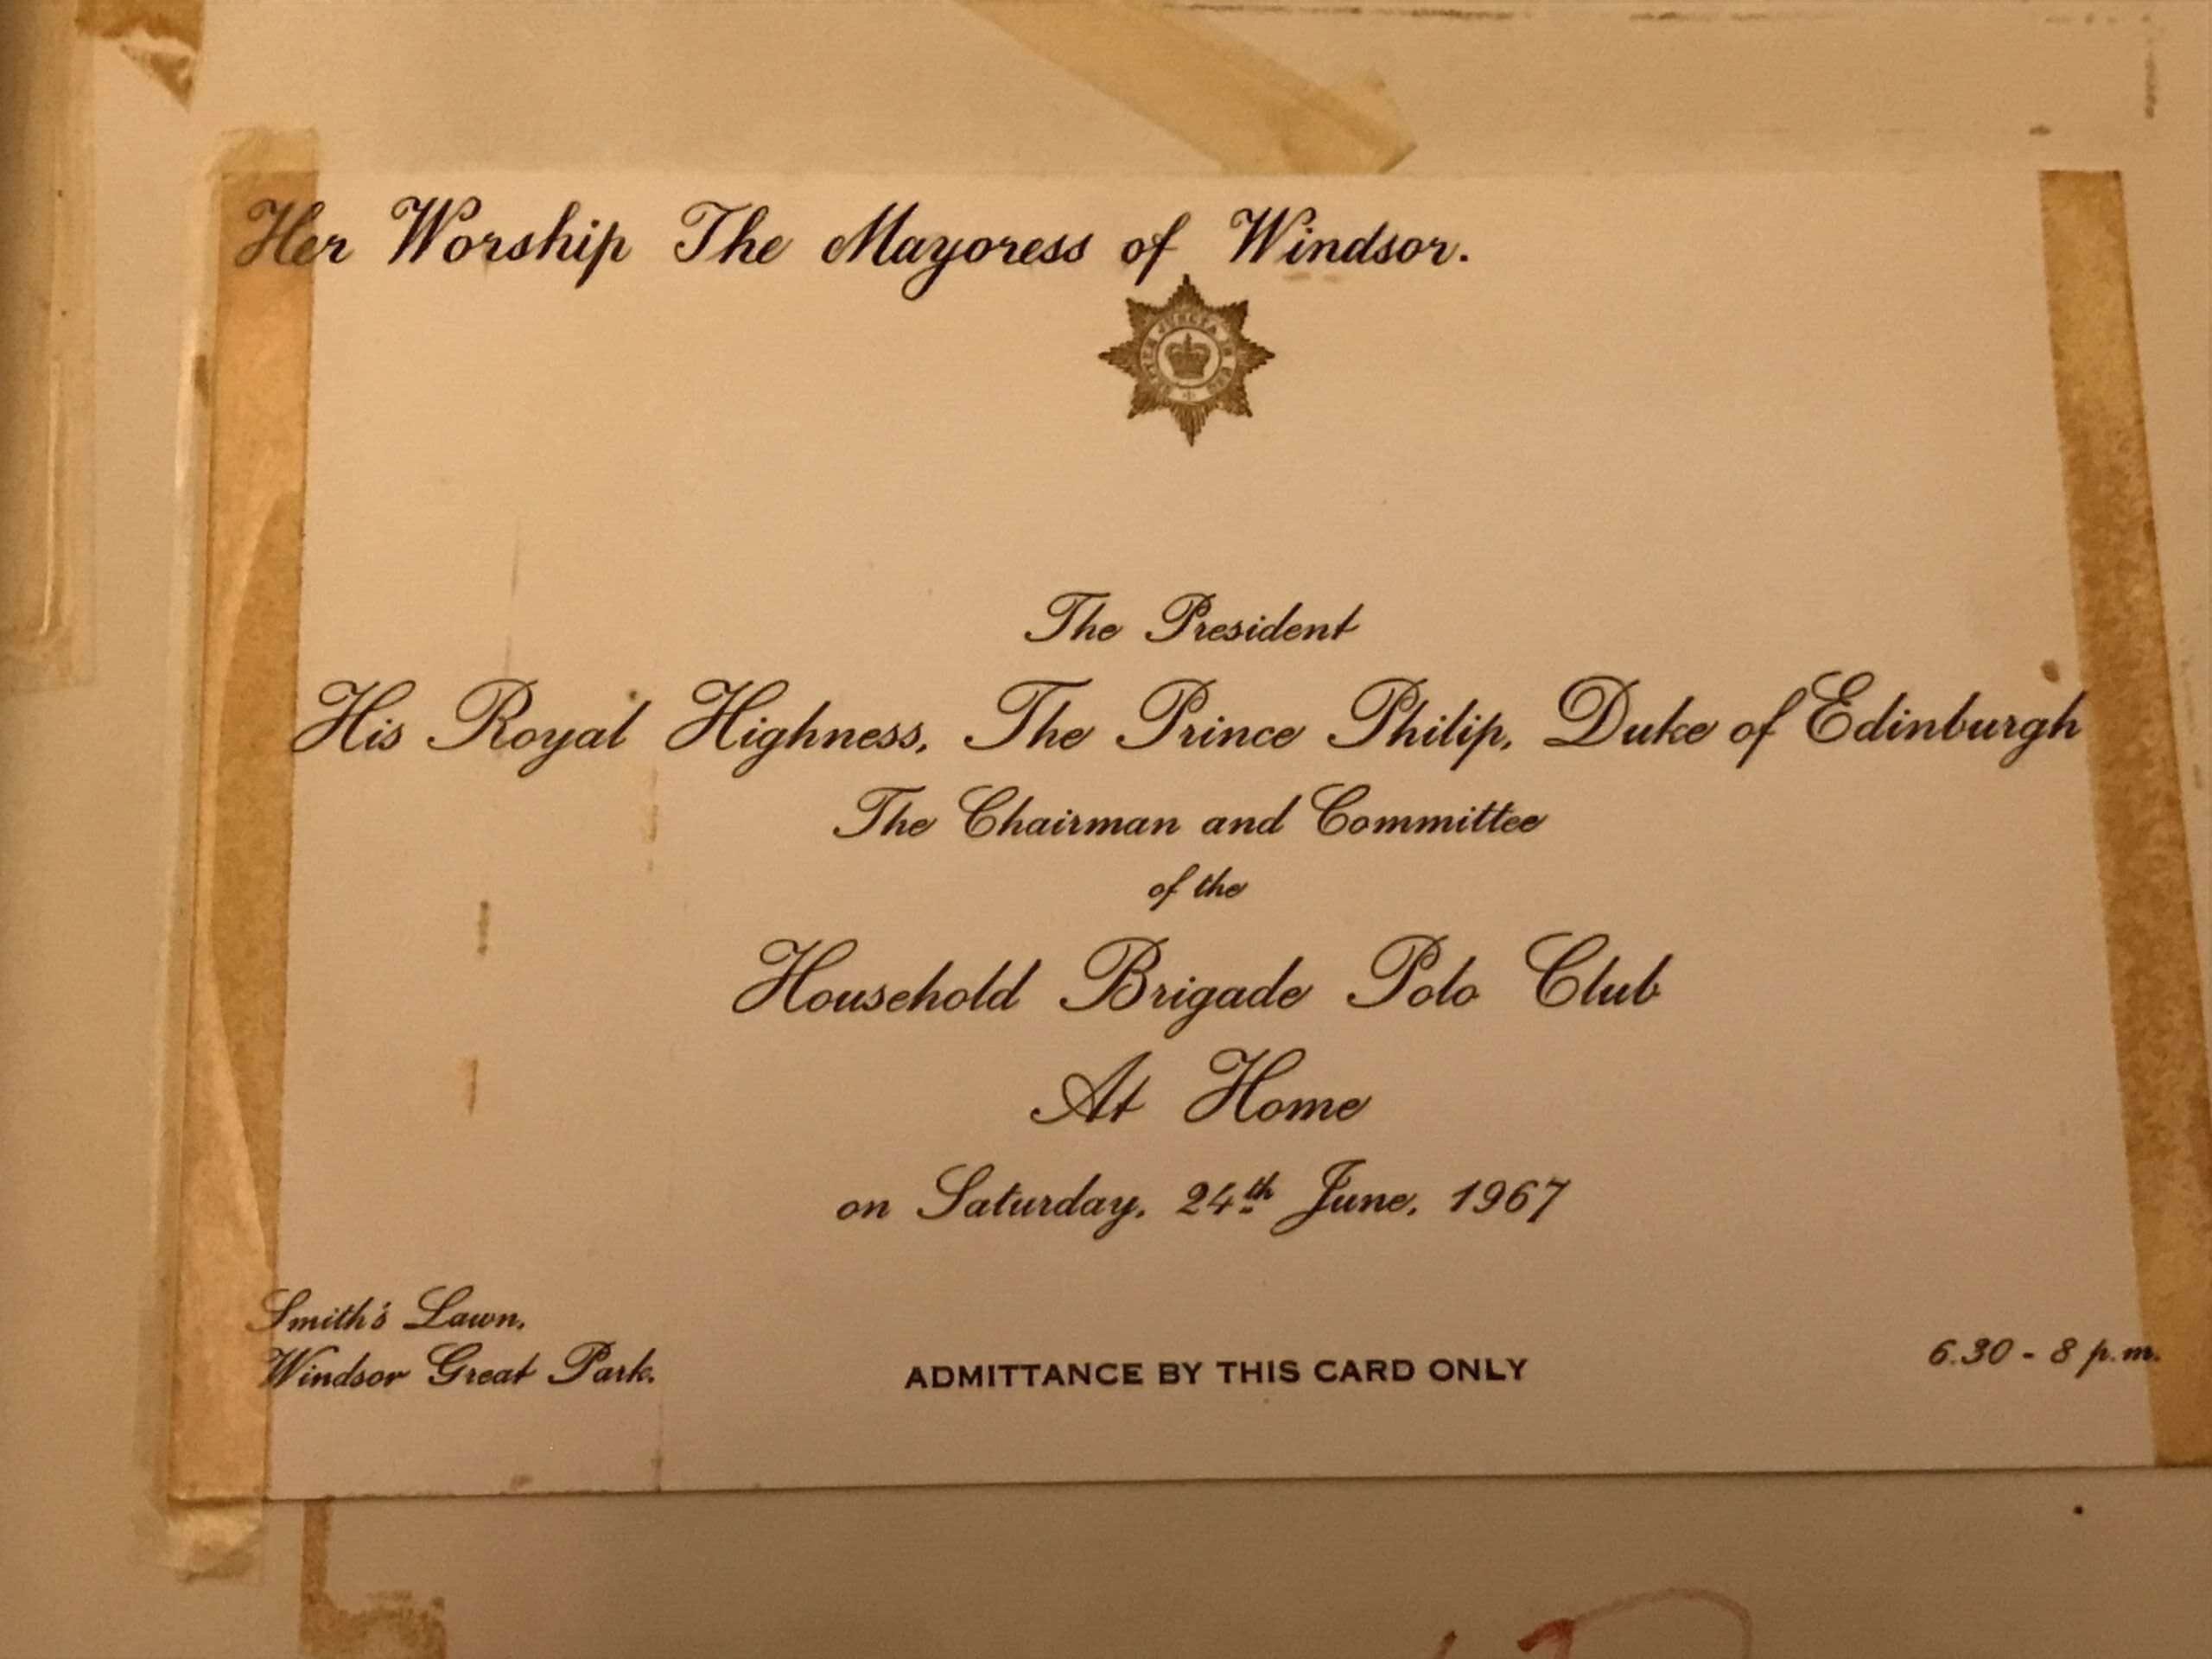 Her Worship The Mayoress of Windsor.
The President
His Royal Highness, The Prince Philip, Duke of Edinburgh
The Chairman and Committee
of the
Household Brigade Polo Club
At Home
on Saturday, 24th June, 1967
Smith's Lawn,
Windsor Great Park.
ADMITTANCE BY THIS CARD ONLY
6.30 - 8 p.m.